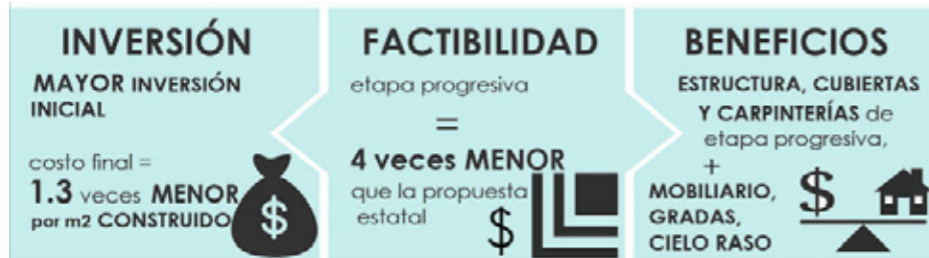 INVERSIÓN
MAYOR INVERSIÓN
INICIAL
costo final =
1.3 veces MENOR
por m2 CONSTRUIDO
$
FACTIBILIDAD
etapa progresiva
=
4 veces MENOR
que la propuesta
estatal
$
BENEFICIOS
ESTRUCTURA, CUBIERTAS
Y CARPINTERÍAS de
etapa progresiva,
+
MOBILIARIO,
GRADAS,
CIELO RASO
$